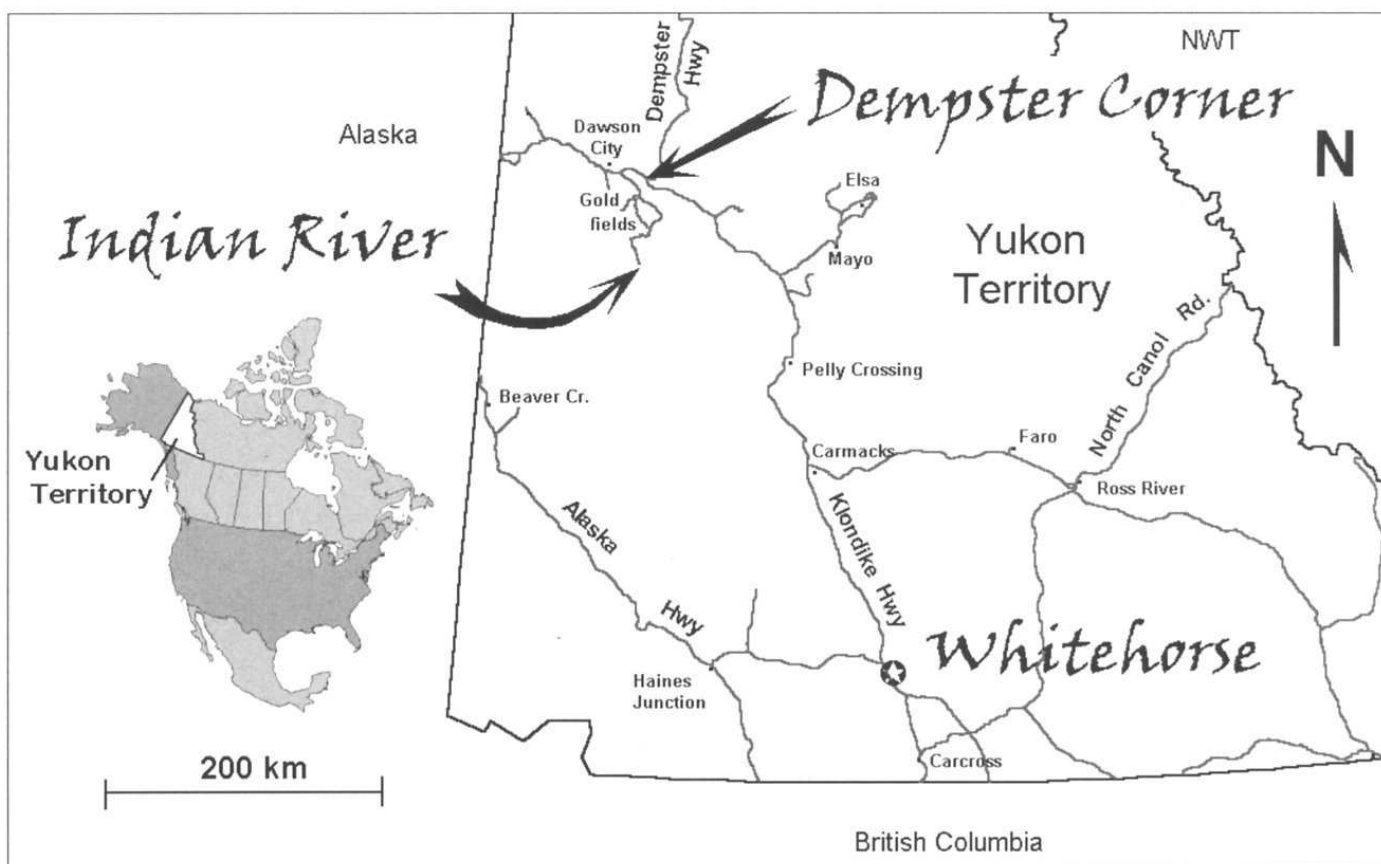 NWT
Dempster
Hwy
Dempster Corner
Alaska
Dawson
City
N
Elsa
Gold
fields
Indian River
Mayo
Yukon
Territory
North Canol Rd.
Pelly Crossing
Beaver Cr.
Yukon
Territory
Carmacks
Faro
Ross River
Klondike Hwy
Alaska
Hwy
Whitehorse
Haines
Junction
200 km
Carcross
British Columbia